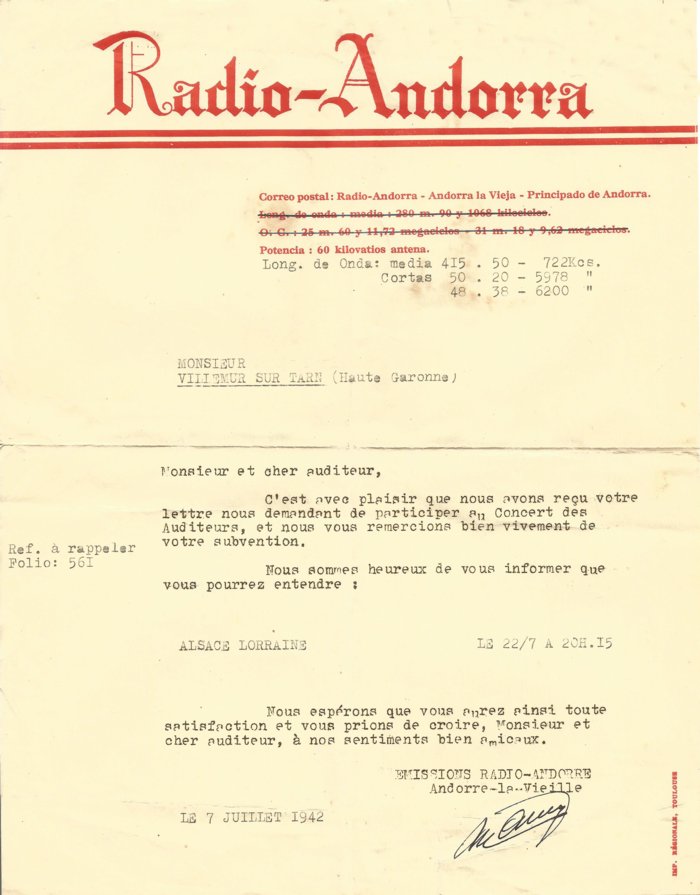 Radio-Andorra
Correo postal: Radio-Andorra - Andorra la Vieja - Principado de Andorra.
Long. de onda : media : 280 m. 90 y 1068 kilociclos.
O. C. : 25 m. 60 y 11,72 megaciclos - 31 m. 18 y 9,62 megaciclos.
Potencia : 60 kilovatios antena.
Long. de Onda: media 415 . 50 - 722Kcs.
Cortas 50 . 20 - 5978 "
48 . 38 - 6200 "
MONSIEUR
VILLEMUR SUR TARN (Haute Garonne)
Monsieur et cher auditeur,
C'est avec plaisir que nous avons reçu votre
lettre nous demandant de participer au Concert des
Auditeurs, et nous vous remercions bien vivement de
votre subvention.
Ref. à rappeler
Folio: 56I
Nous sommes heureux de vous informer que
vous pourrez entendre :
ALSACE LORRAINE LE 22/7 A 20H.I5
Nous espérons que vous aurez ainsi toute
satisfaction et vous prions de croire, Monsieur et
cher auditeur, à nos sentiments bien amicaux.
EMISSIONS RADIO-ANDORRE
Andorre-la-Vieille
LE 7 JUILLET I942
IMP. RÉGIONALE, TOULOUSE